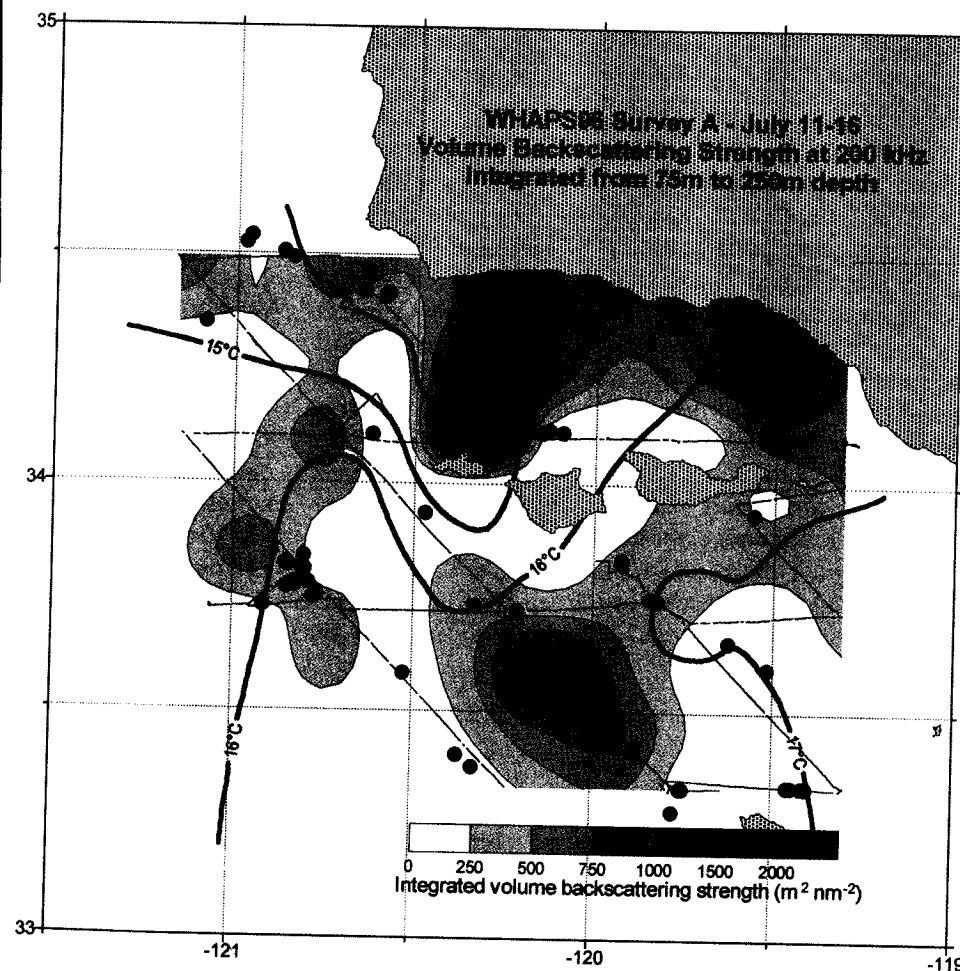 35
WHAPS96 Survey A - July 11-16
Volume Backscattering Strength at 200 kHz
Integrated from 75m to 250m depth
15°C
34
16°C
16°C
17°C
0 250 500 750 1000 1500 2000
Integrated volume backscattering strength (m² nm⁻²)
33
-121 -120 -119